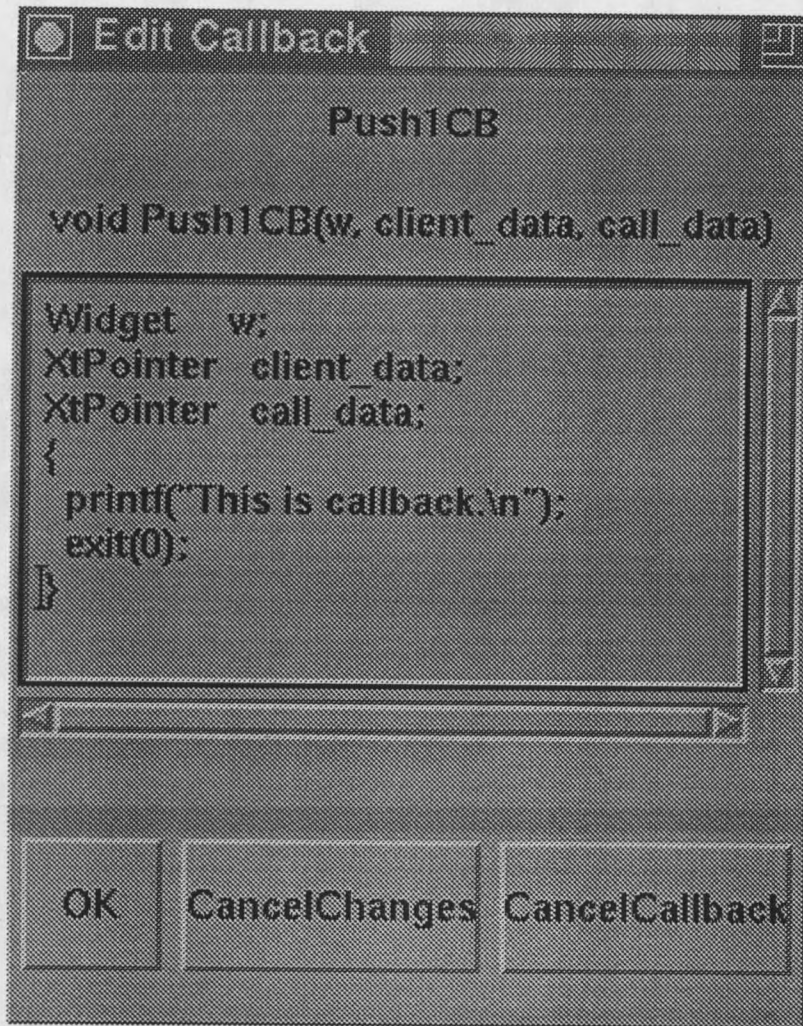 Edit Callback
Push1CB
void Push1CB(w, client_data, call_data)
Widget   w;
XtPointer   client_data;
XtPointer   call_data;
{
  printf("This is callback.\n");
  exit(0);
}
OK CancelChanges CancelCallback